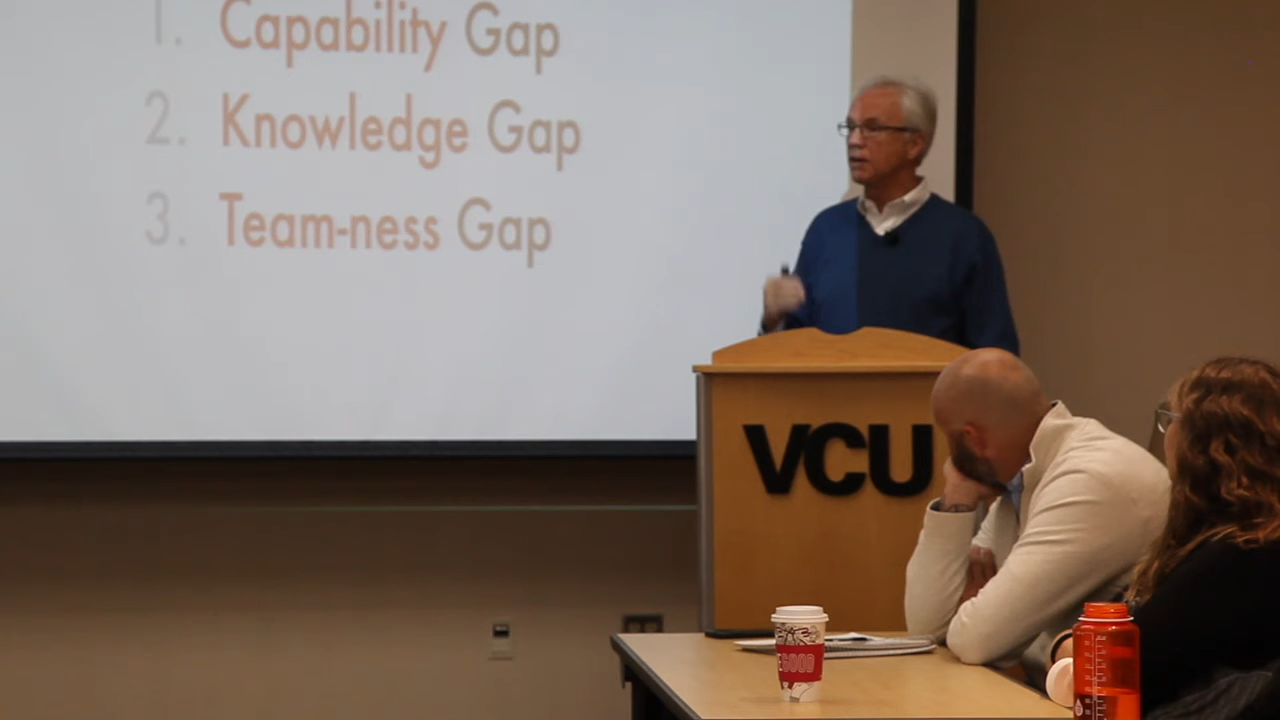 1. Capability Gap
2. Knowledge Gap
3. Team-ness Gap
VCU
GOOD